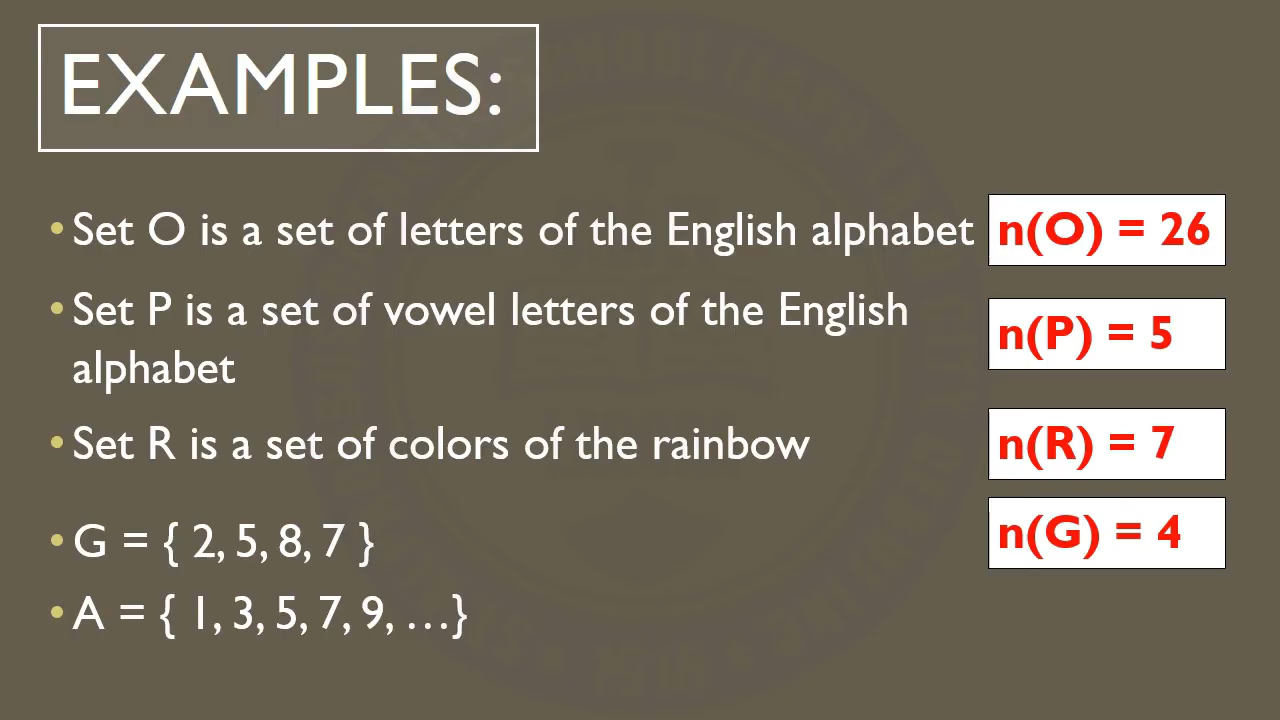 EXAMPLES:
• Set O is a set of letters of the English alphabet n(O) = 26
• Set P is a set of vowel letters of the English
alphabet
n(P) = 5
• Set R is a set of colors of the rainbow n(R) = 7
• G = { 2, 5, 8, 7 } n(G) = 4
• A = { 1, 3, 5, 7, 9, …}